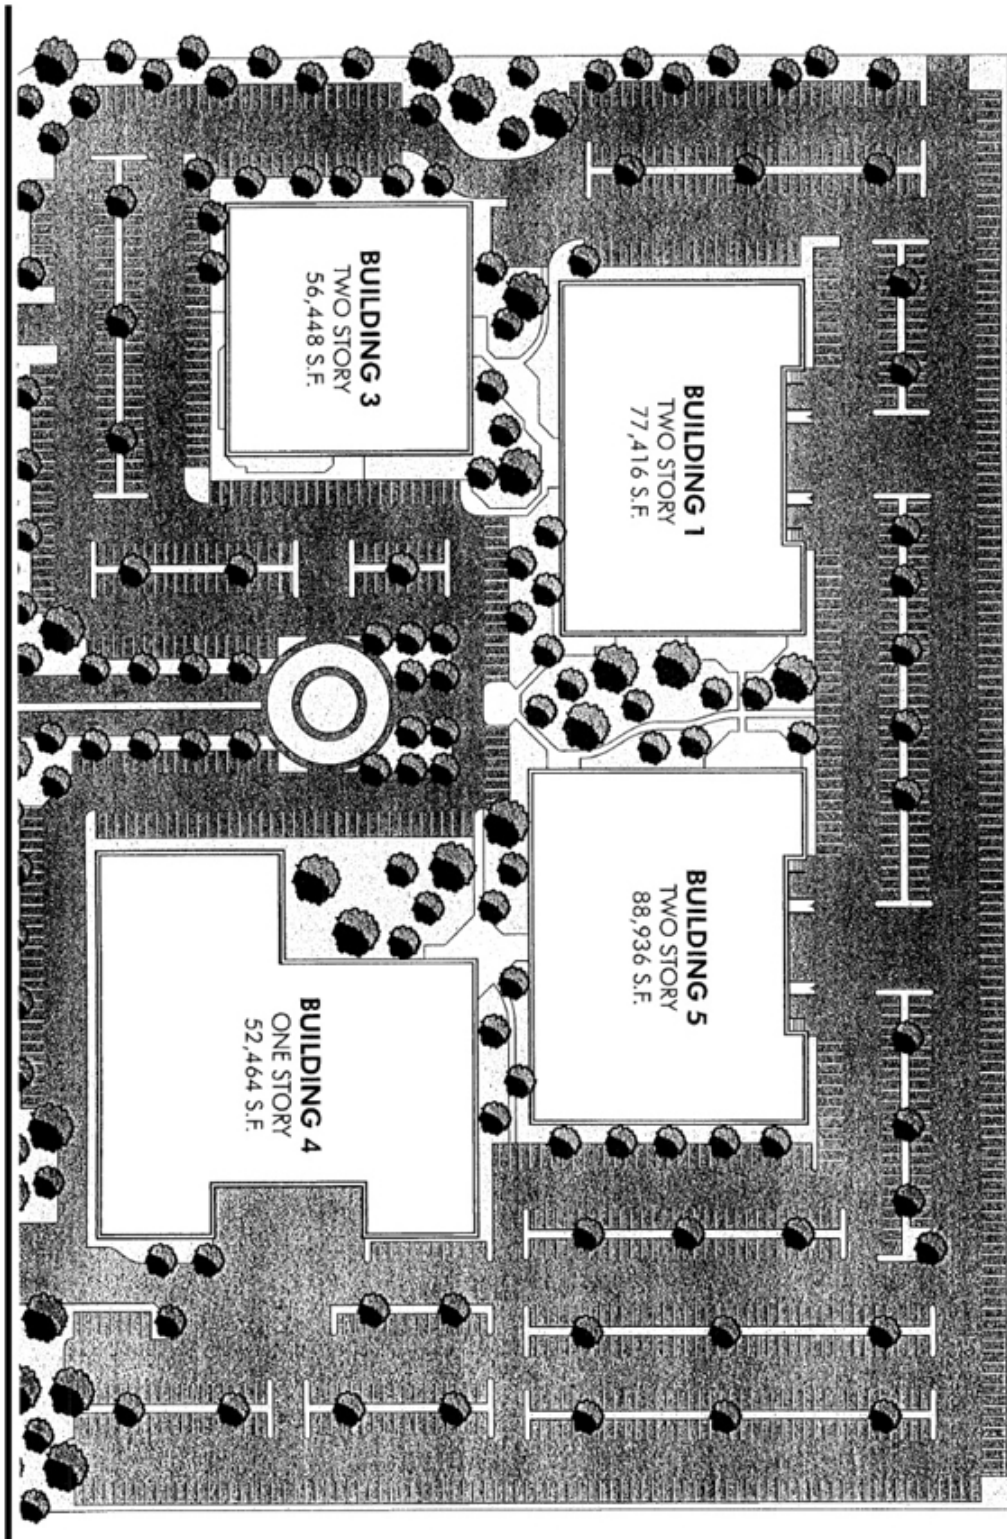 BUILDING 3
TWO STORY
56,448 S.F.
BUILDING 1
TWO STORY
77,416 S.F.
BUILDING 5
TWO STORY
88,936 S.F.
BUILDING 4
ONE STORY
52,464 S.F.